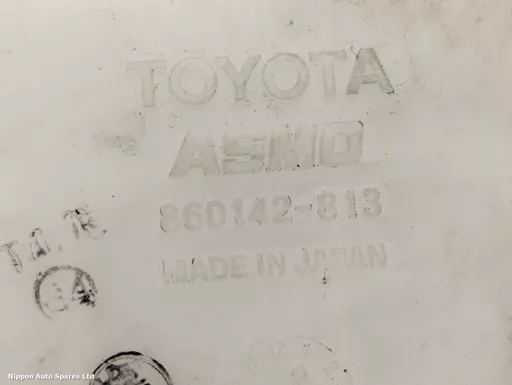 TOYOTA
ASMO
860142-813
MADE IN JAPAN
Nippon Auto Spares Ltd